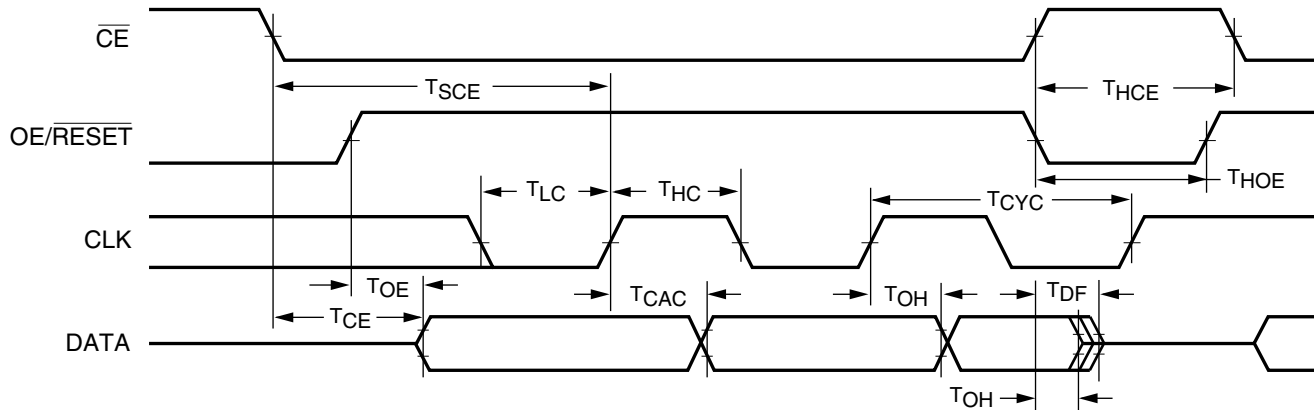 CE
TSCE
THCE
OE/RESET
TLC
THC
TCYC
THOE
CLK
TOE
TCAC
TOH
TDF
TCE
DATA
TOH